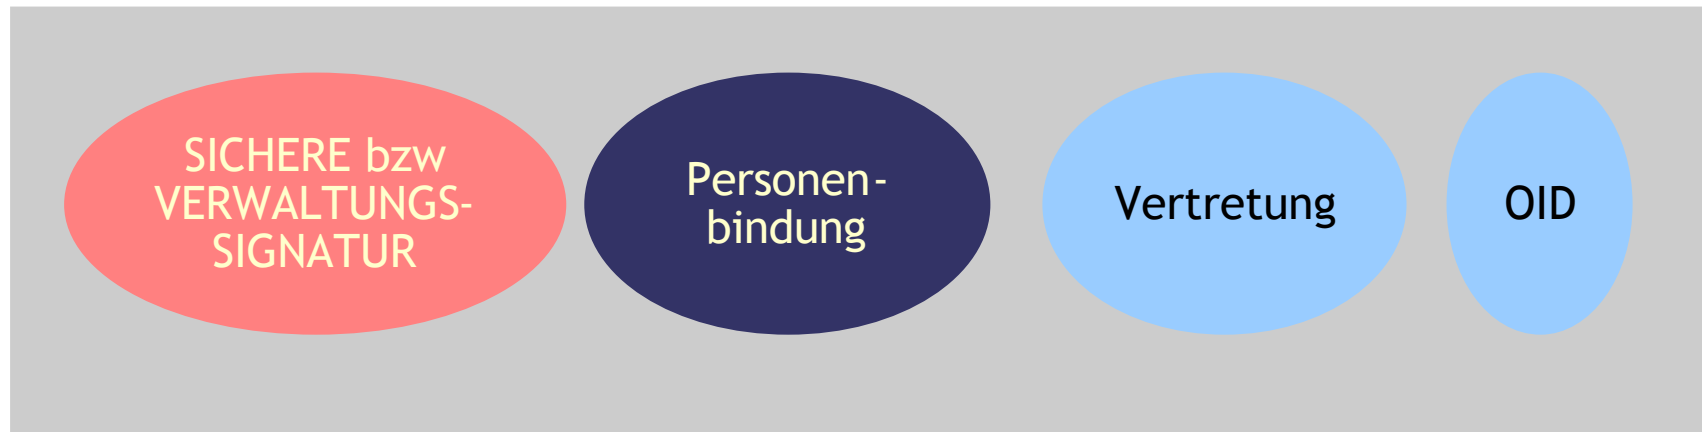 SICHERE bzw
VERWALTUNGS-
SIGNATUR
Personen-
bindung
Vertretung
OID